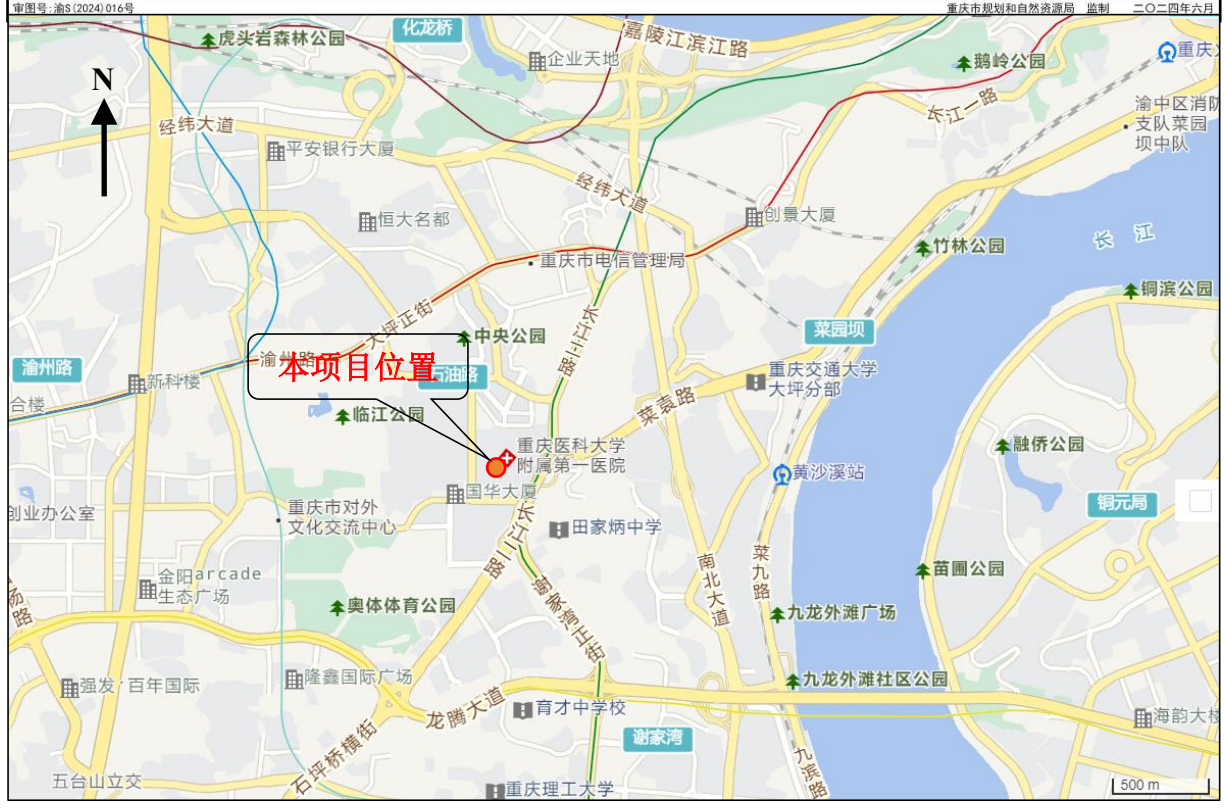 审图号:渝S(2024)016号
重庆市规划和自然资源局 监制 二〇二四年六月
化龙桥
虎头岩森林公园
嘉陵江滨江路
企业天地
鹅岭公园
重庆
N
长江一路
渝中区消防
支队菜园
坝中队
经纬大道
平安银行大厦
经纬大道
恒大名都
创景大厦
长江
竹林公园
重庆市电信管理局
铜滨公园
大坪正街
长江二路
中央公园
菜园坝
渝州路
渝州路
本项目位置
石油路
新科楼
重庆交通大学
大坪分部
合楼
临江公园
菜袁路
重庆医科大学
附属第一医院
融侨公园
黄沙溪站
国华大厦
铜元局
创业办公室
重庆市对外
文化交流中心
田家炳中学
长江二路
南北大道
菜九路
金阳arcade
生态广场
苗圃公园
杨路
奥体体育公园
谢家湾正街
九龙外滩广场
隆鑫国际广场
强发·百年国际
九龙外滩社区公园
龙腾大道
育才中学校
海韵大楼
谢家湾
石坪桥横街
九滨路
五台山立交
重庆理工大学
500 m